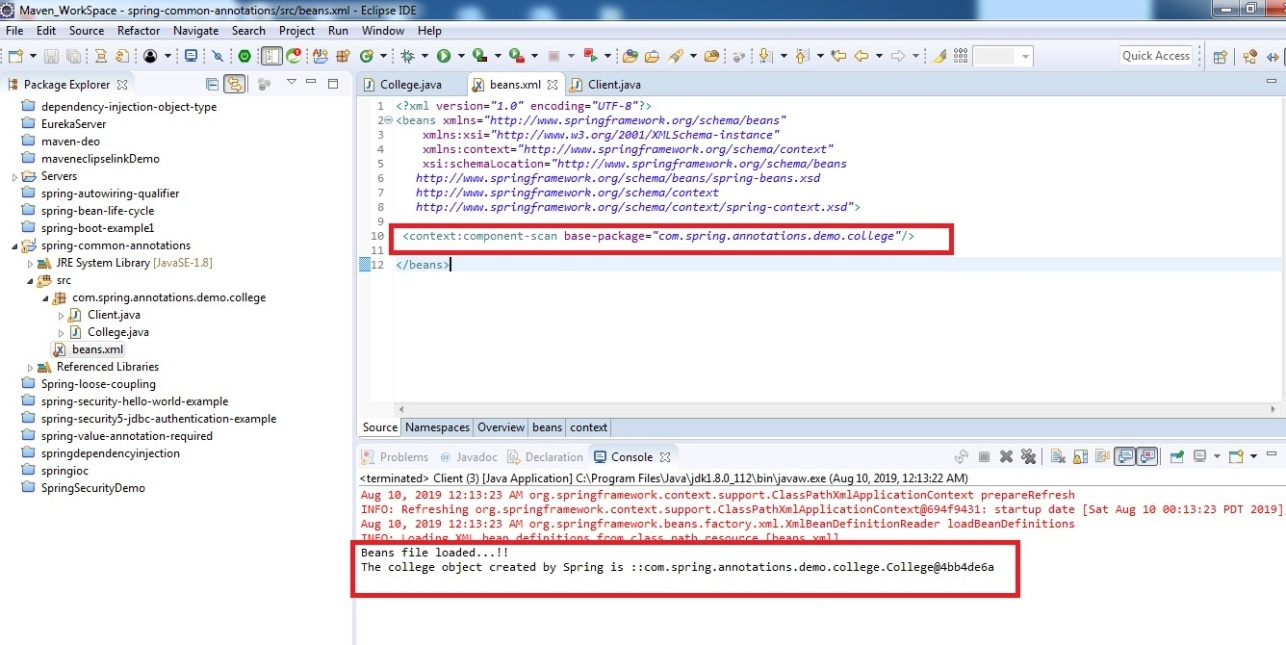 Maven_WorkSpace - spring-common-annotations/src/beans.xml - Eclipse IDE
File Edit Source Refactor Navigate Search Project Run Window Help
Quick Access
Package Explorer
dependency-injection-object-type
EurekaServer
maven-deo
maveneclipselinkDemo
Servers
spring-autowiring-qualifier
spring-bean-life-cycle
spring-boot-example1
spring-common-annotations
JRE System Library [JavaSE-1.8]
src
com.spring.annotations.demo.college
Client.java
College.java
beans.xml
Referenced Libraries
Spring-loose-coupling
spring-security-hello-world-example
spring-security5-jdbc-authentication-example
spring-value-annotation-required
springdependencyinjection
springioc
SpringSecurityDemo
College.java beans.xml Client.java
1 <?xml version="1.0" encoding="UTF-8"?>
2 <beans xmlns="http://www.springframework.org/schema/beans"
3 xmlns:xsi="http://www.w3.org/2001/XMLSchema-instance"
4 xmlns:context="http://www.springframework.org/schema/context"
5 xsi:schemaLocation="http://www.springframework.org/schema/beans
6 http://www.springframework.org/schema/beans/spring-beans.xsd
7 http://www.springframework.org/schema/context
8 http://www.springframework.org/schema/context/spring-context.xsd">
9
10 <context:component-scan base-package="com.spring.annotations.demo.college"/>
11
12 </beans>
Source Namespaces Overview beans context
Problems Javadoc Declaration Console
<terminated> Client (3) [Java Application] C:\Program Files\Java\jdk1.8.0_112\bin\javaw.exe (Aug 10, 2019, 12:13:22 AM)
Aug 10, 2019 12:13:23 AM org.springframework.context.support.ClassPathXmlApplicationContext prepareRefresh
INFO: Refreshing org.springframework.context.support.ClassPathXmlApplicationContext@694f9431: startup date [Sat Aug 10 00:13:23 PDT 2019]
Aug 10, 2019 12:13:23 AM org.springframework.beans.factory.xml.XmlBeanDefinitionReader loadBeanDefinitions
INFO: Loading XML bean definitions from class path resource [beans.xml]
Beans file loaded...!!
The college object created by Spring is ::com.spring.annotations.demo.college.College@4bb4de6a